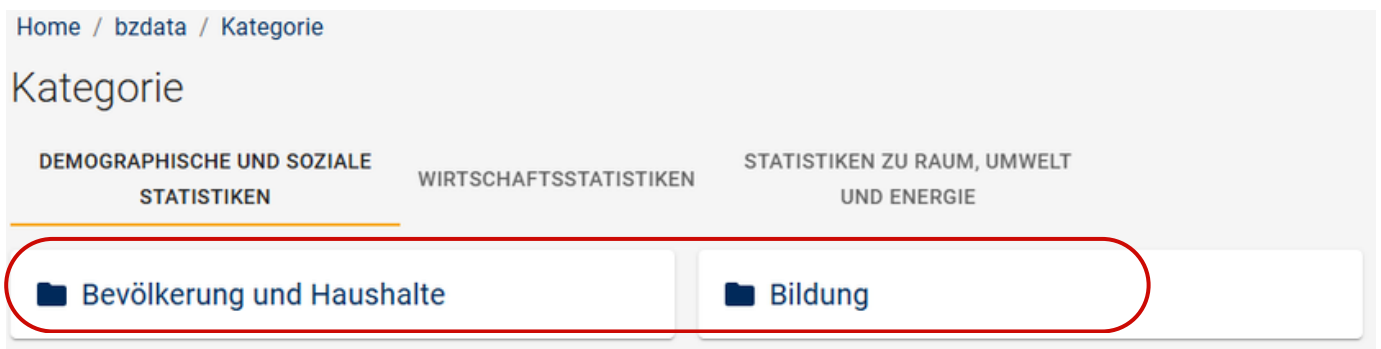 Home / bzdata / Kategorie
Kategorie
DEMOGRAPHISCHE UND SOZIALE
STATISTIKEN
WIRTSCHAFTSSTATISTIKEN
STATISTIKEN ZU RAUM, UMWELT
UND ENERGIE
Bevölkerung und Haushalte
Bildung